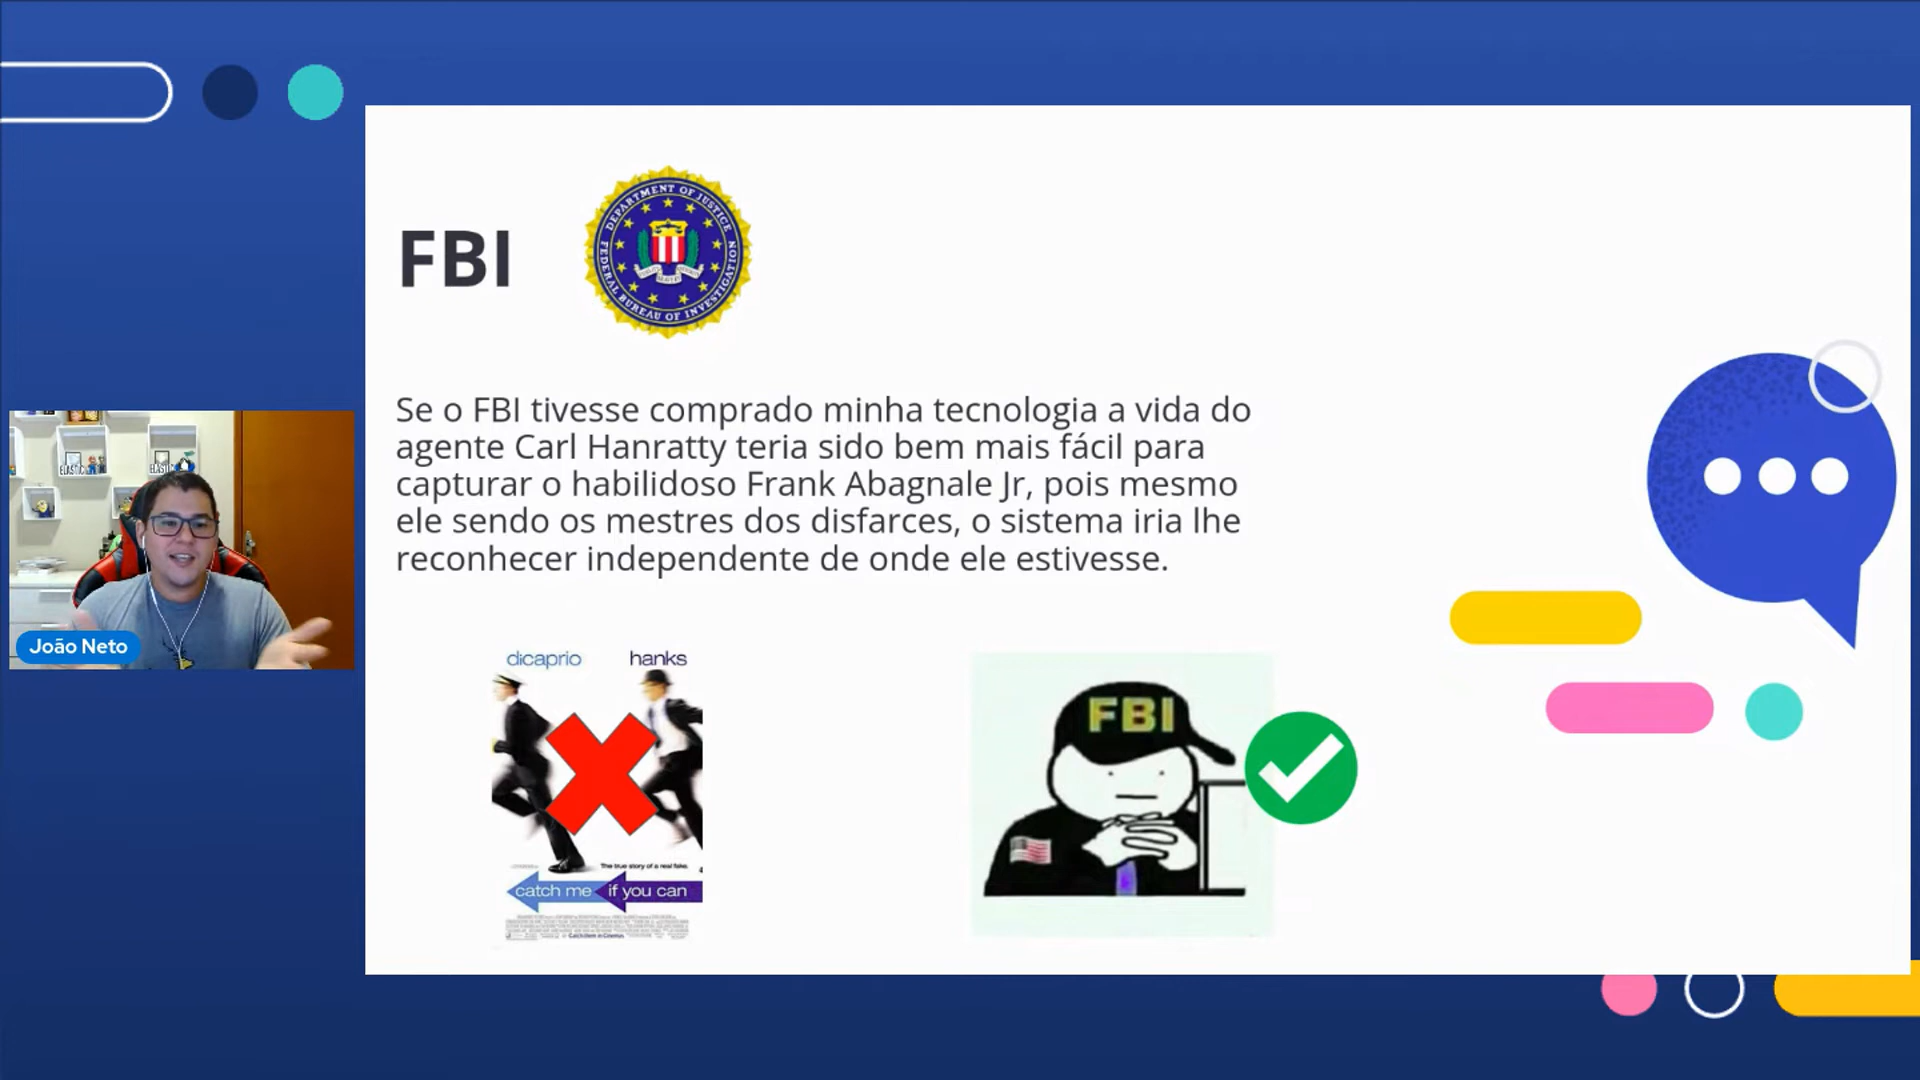 FBI
DEPARTMENT OF JUSTICE
FEDERAL BUREAU OF INVESTIGATION
Se o FBI tivesse comprado minha tecnologia a vida do
agente Carl Hanratty teria sido bem mais fácil para
capturar o habilidoso Frank Abagnale Jr, pois mesmo
ele sendo os mestres dos disfarces, o sistema iria lhe
reconhecer independente de onde ele estivesse.
ELASTIC
João Neto
dicaprio hanks
The true story of a real fake.
catch me if you can
FBI